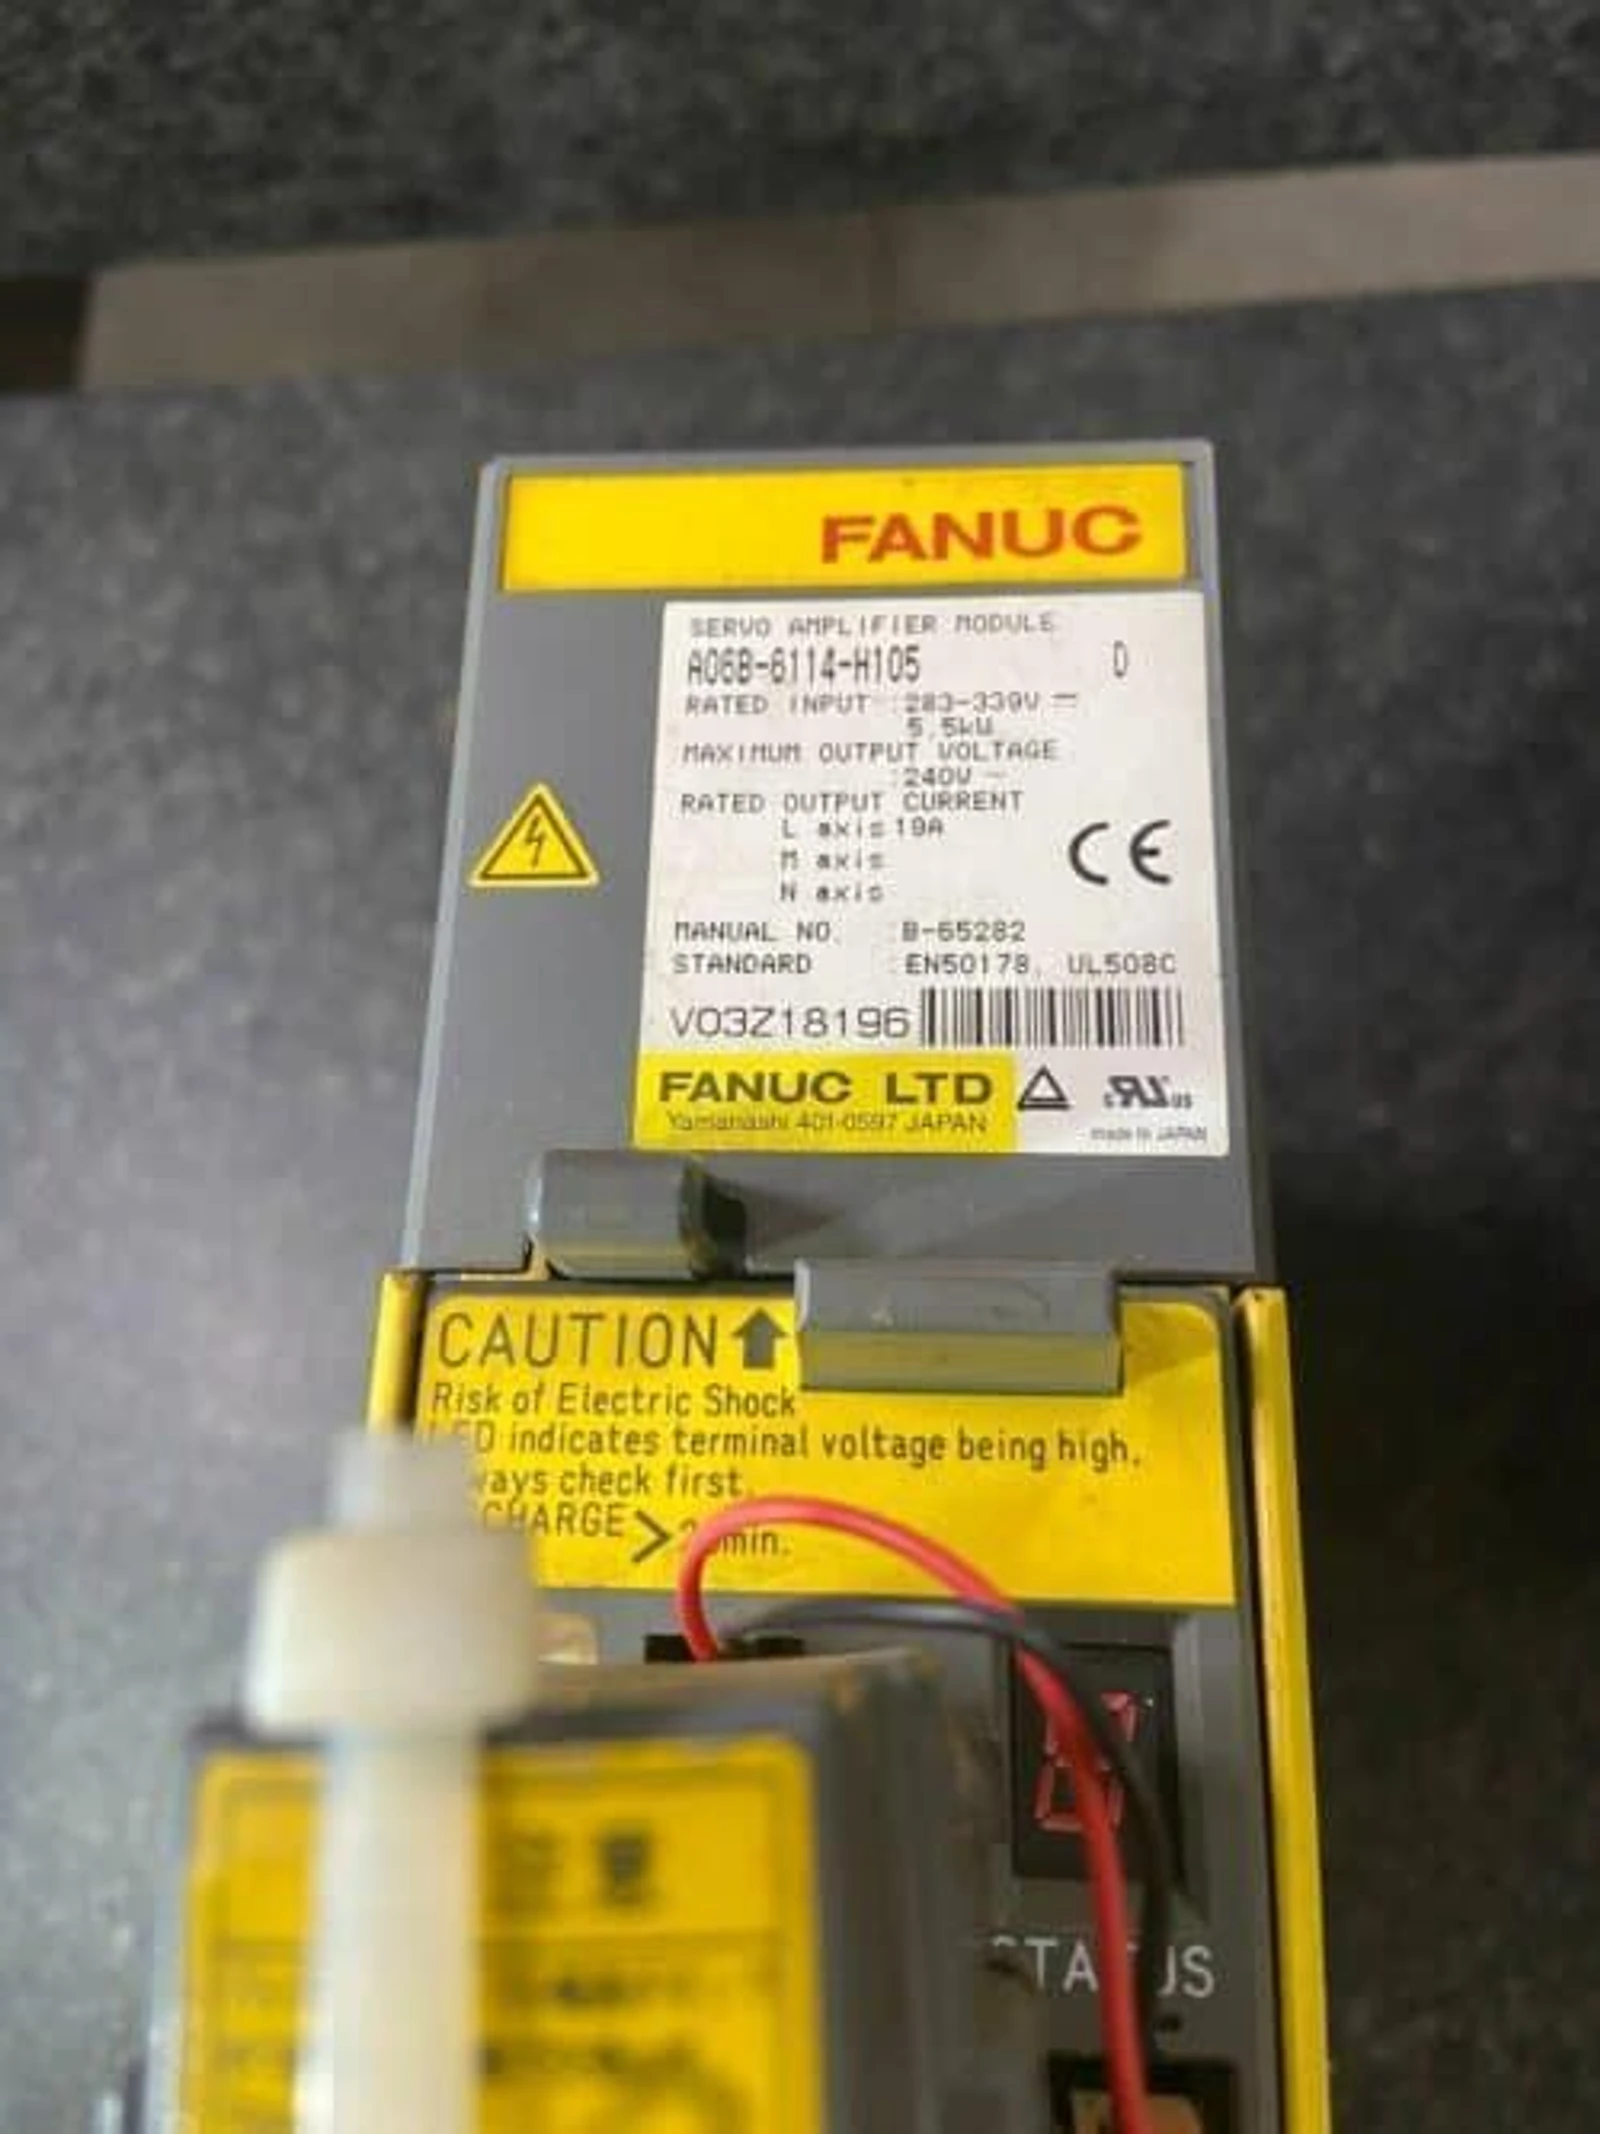 FANUC
SERVO AMPLIFIER MODULE
A06B-6114-H105 D
RATED INPUT :283-339V ⎓
5.5kW
MAXIMUM OUTPUT VOLTAGE
:240V ~
RATED OUTPUT CURRENT
L axis 19A
M axis
N axis
CE
MANUAL NO. :B-65282
STANDARD :EN50178, UL508C
V03Z18196
FANUC LTD
Yamanashi 401-0597 JAPAN
c us
made in JAPAN
CAUTION
Risk of Electric Shock
LED indicates terminal voltage being high.
check first.
CHARGE > min.
STATUS